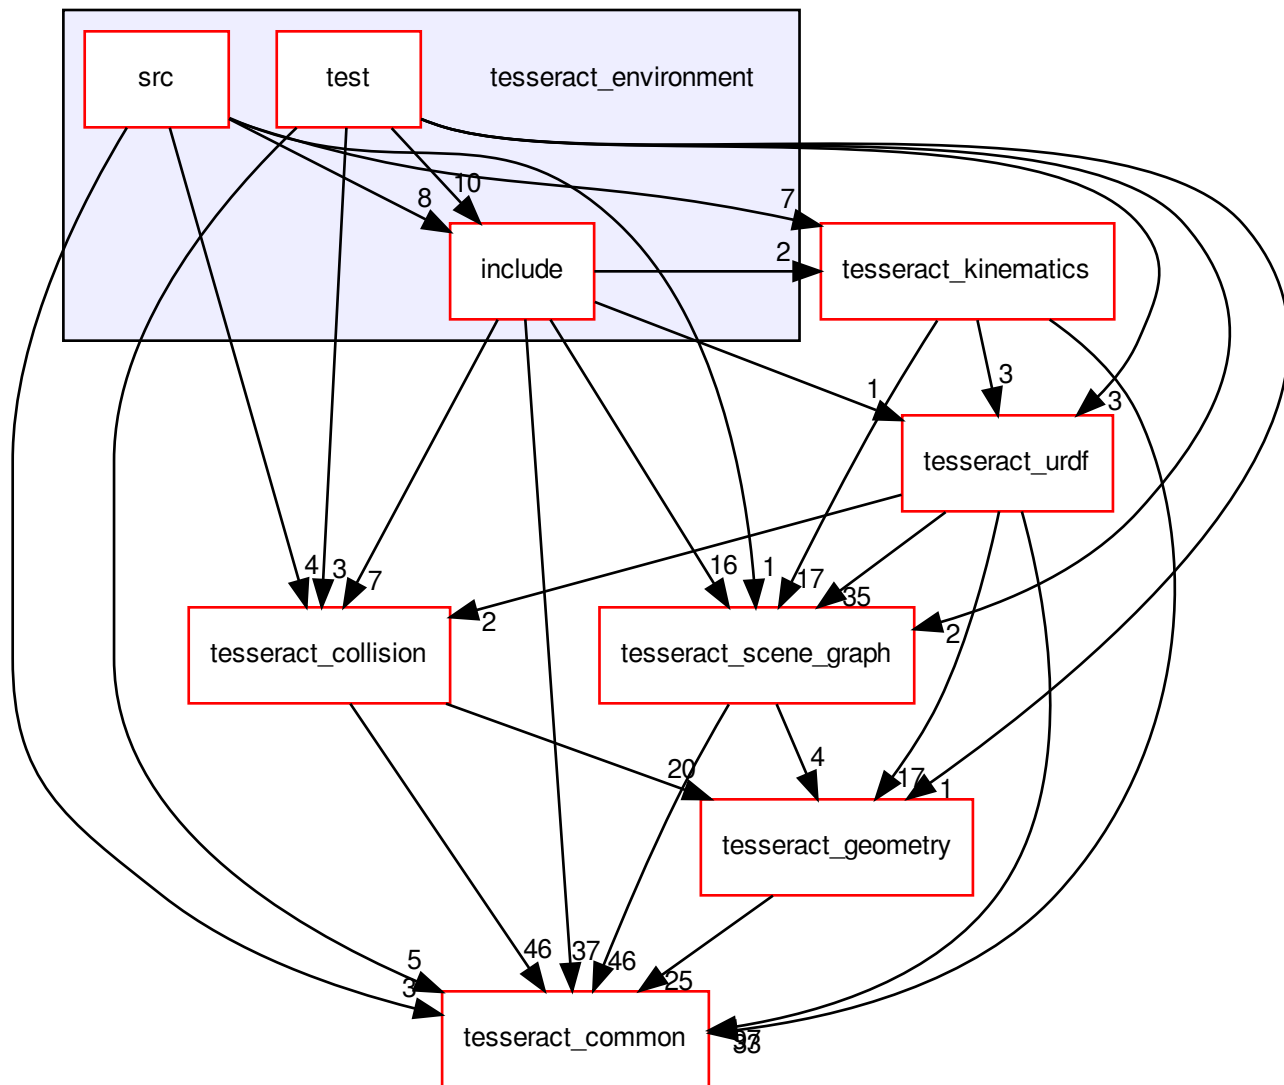 src
test
tesseract_environment
8
10
7
include
2
tesseract_kinematics
1
3
3
tesseract_urdf
4
3
7
16
1
17
35
2
2
tesseract_collision
tesseract_scene_graph
20
4
17
1
tesseract_geometry
5
3
46
37
46
25
tesseract_common